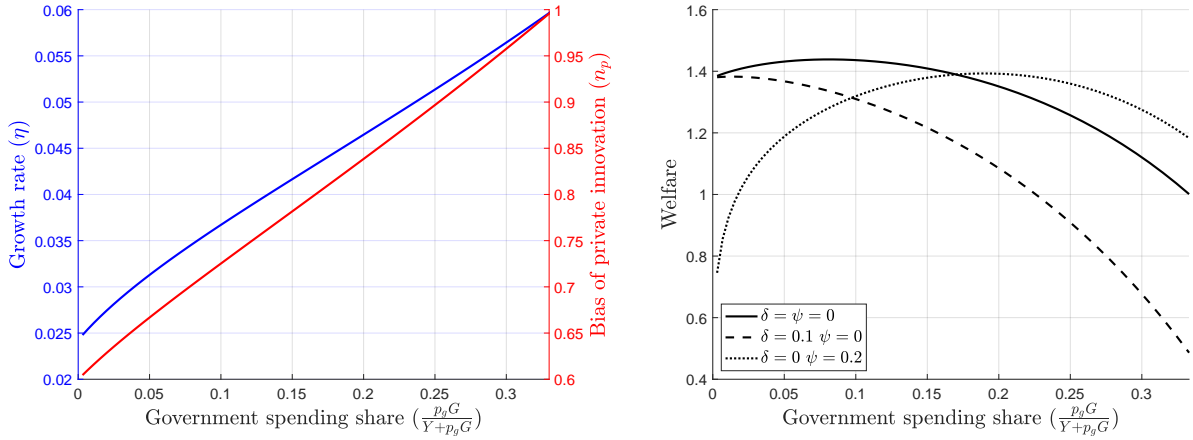 0.06
0.055
0.05
0.045
0.04
0.035
0.03
0.025
0.02
Growth rate (η)
1
0.95
0.9
0.85
0.8
0.75
0.7
0.65
0.6
Bias of private innovation (n_p)
0 0.05 0.1 0.15 0.2 0.25 0.3
Government spending share (p_gG / Y+p_gG)
1.6
1.4
1.2
1
0.8
0.6
0.4
Welfare
δ = ψ = 0
δ = 0.1 ψ = 0
δ = 0 ψ = 0.2
0 0.05 0.1 0.15 0.2 0.25 0.3
Government spending share (p_gG / Y+p_gG)